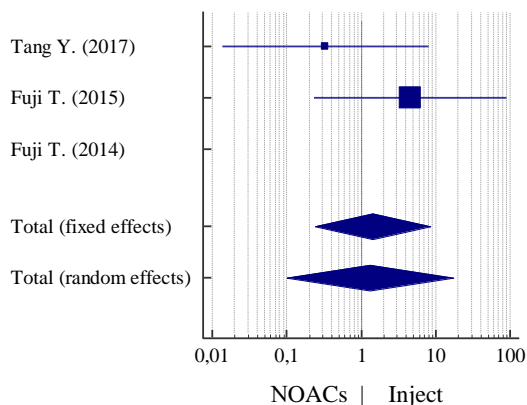 Tang Y. (2017)
Fuji T. (2015)
Fuji T. (2014)
Total (fixed effects)
Total (random effects)
0,01 0,1 1 10 100
NOACs | Inject